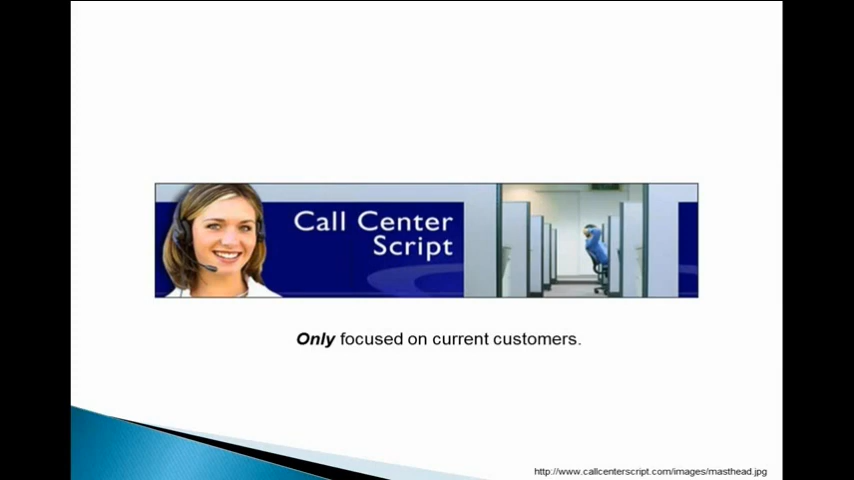 Call Center
Script
Only focused on current customers.
http://www.callcenterscript.com/images/masthead.jpg